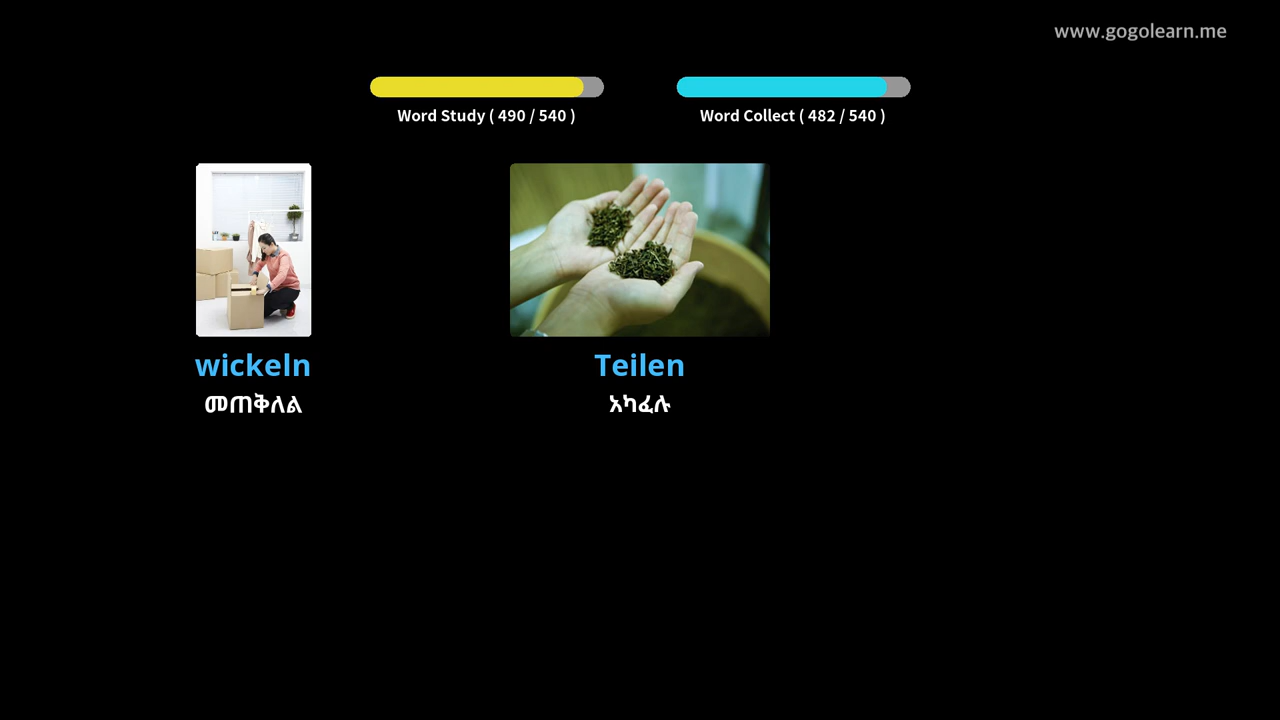 www.gogolearn.me
Word Study ( 490 / 540 )
Word Collect ( 482 / 540 )
wickeln
መጠቅለል
Teilen
አካፈሉ